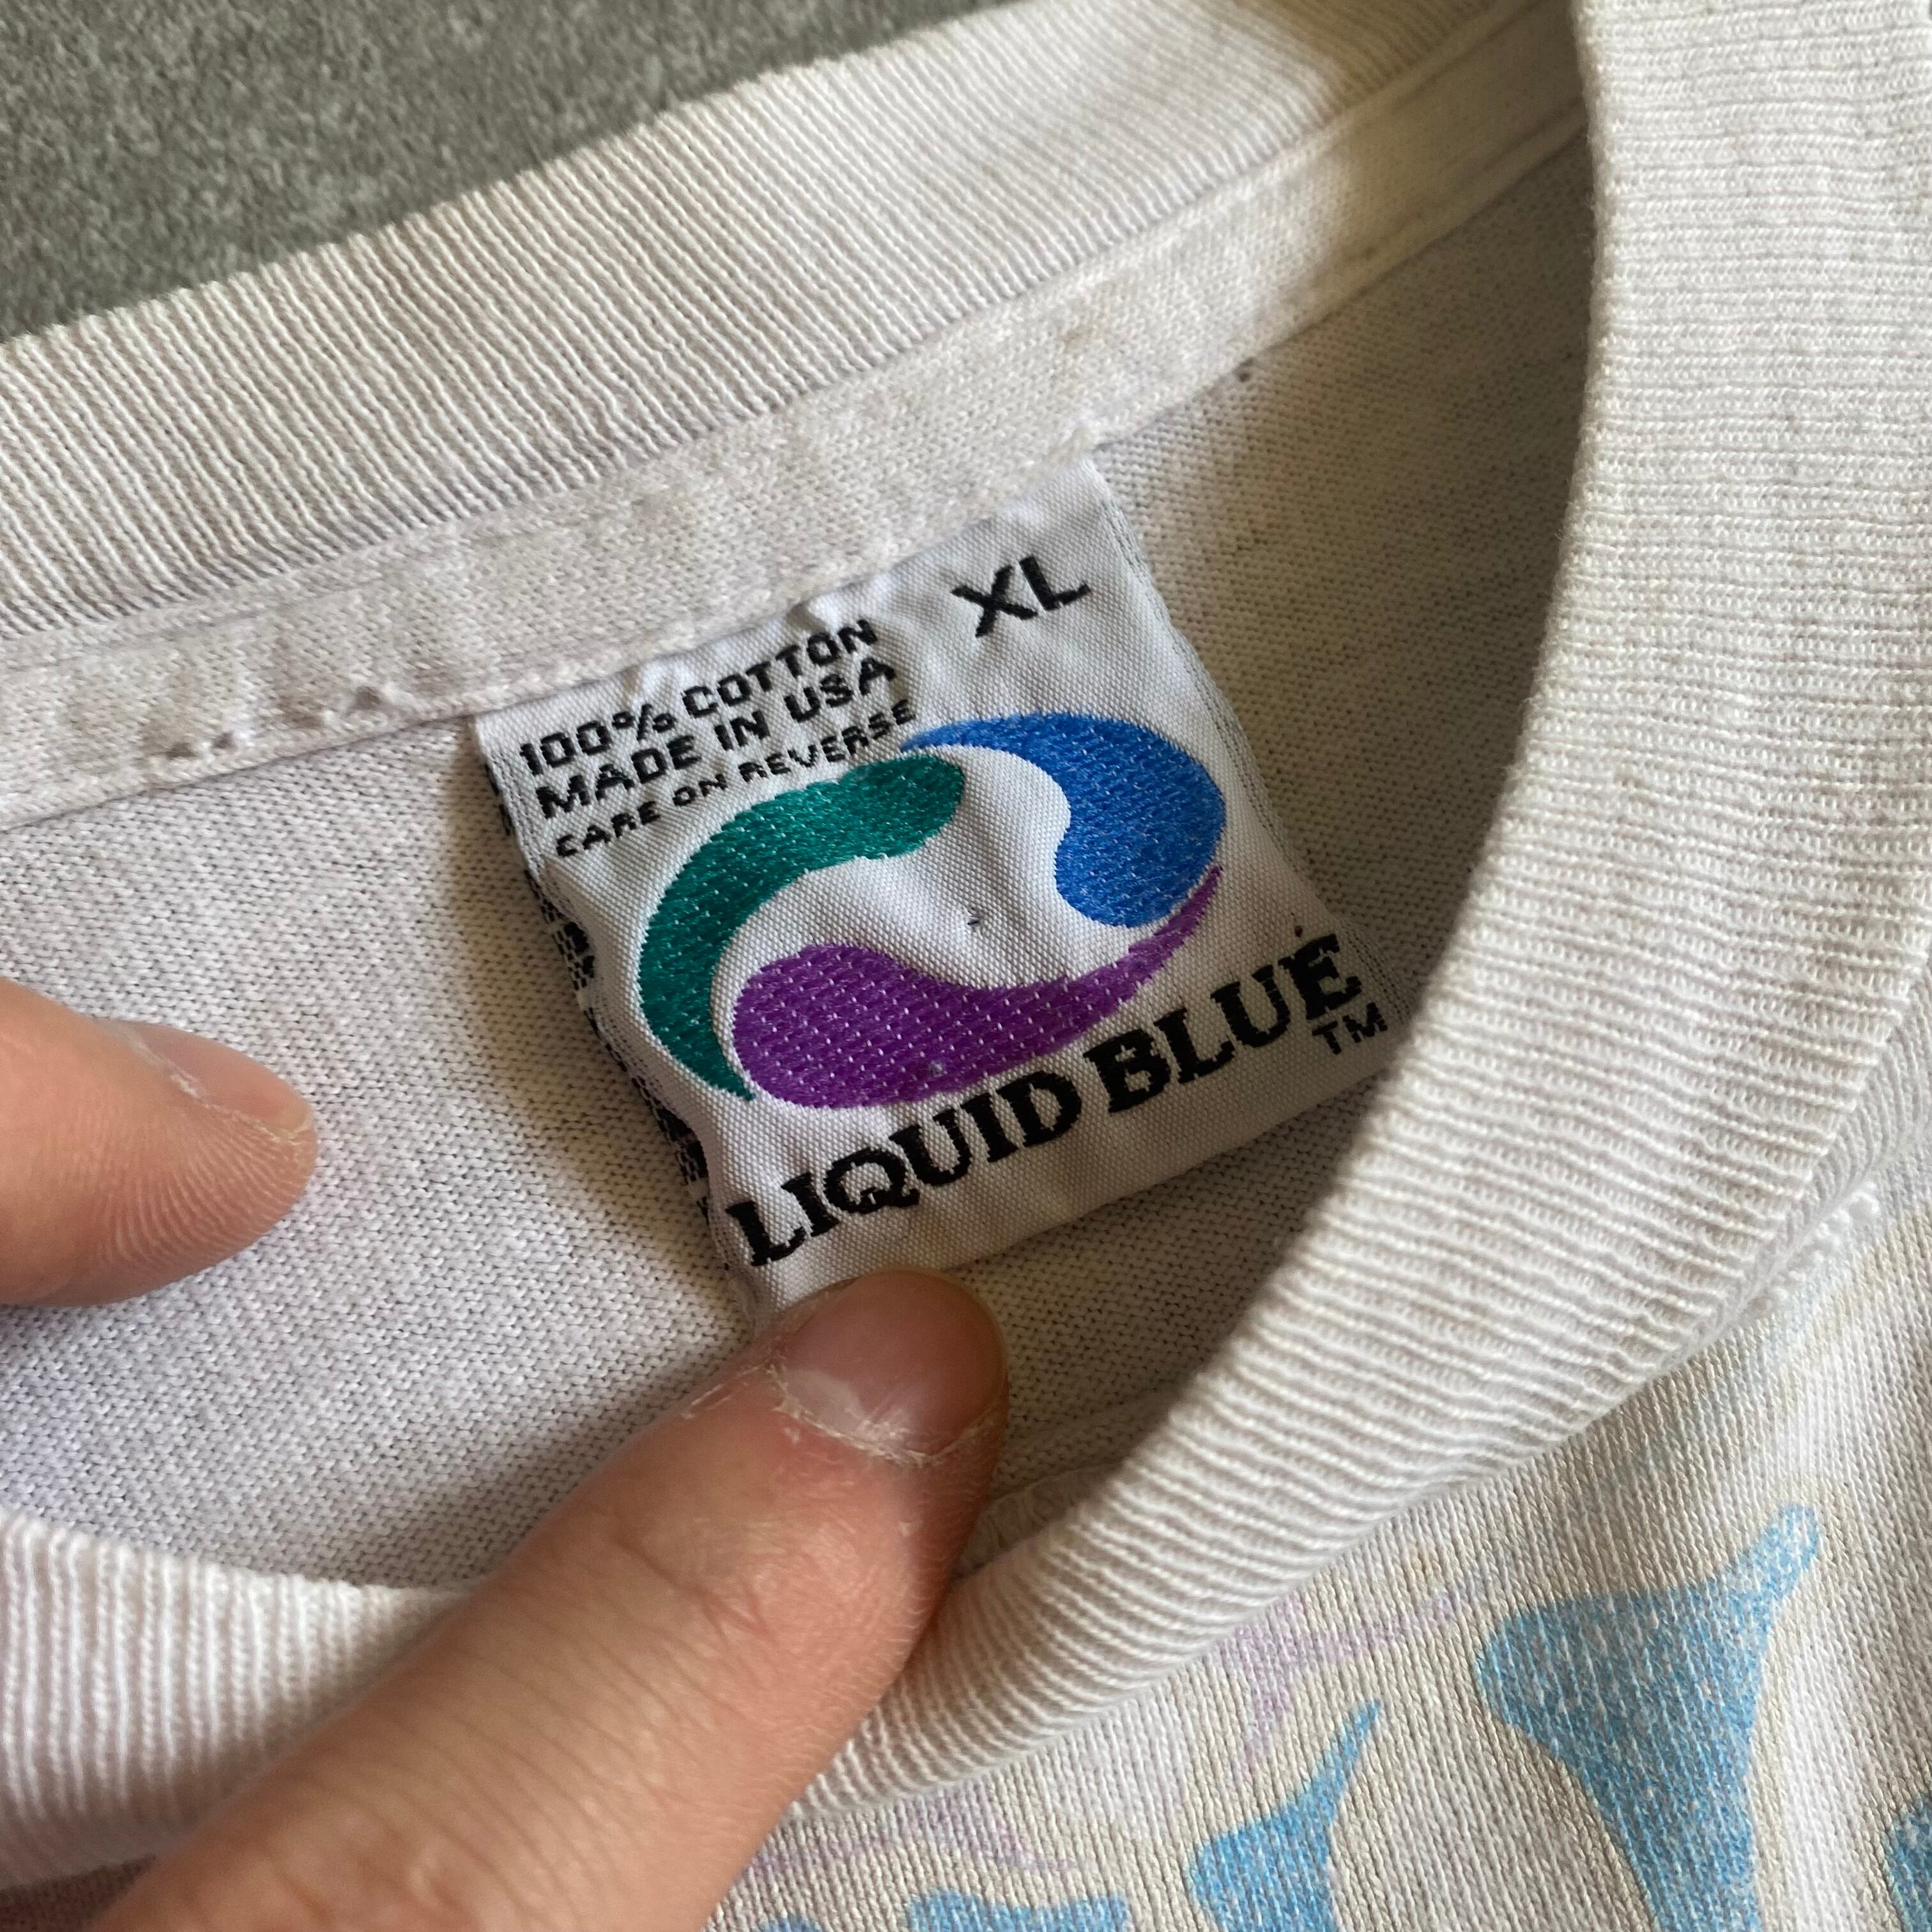 XL
100% COTTON
MADE IN USA
CARE ON REVERSE
LIQUID BLUE
TM